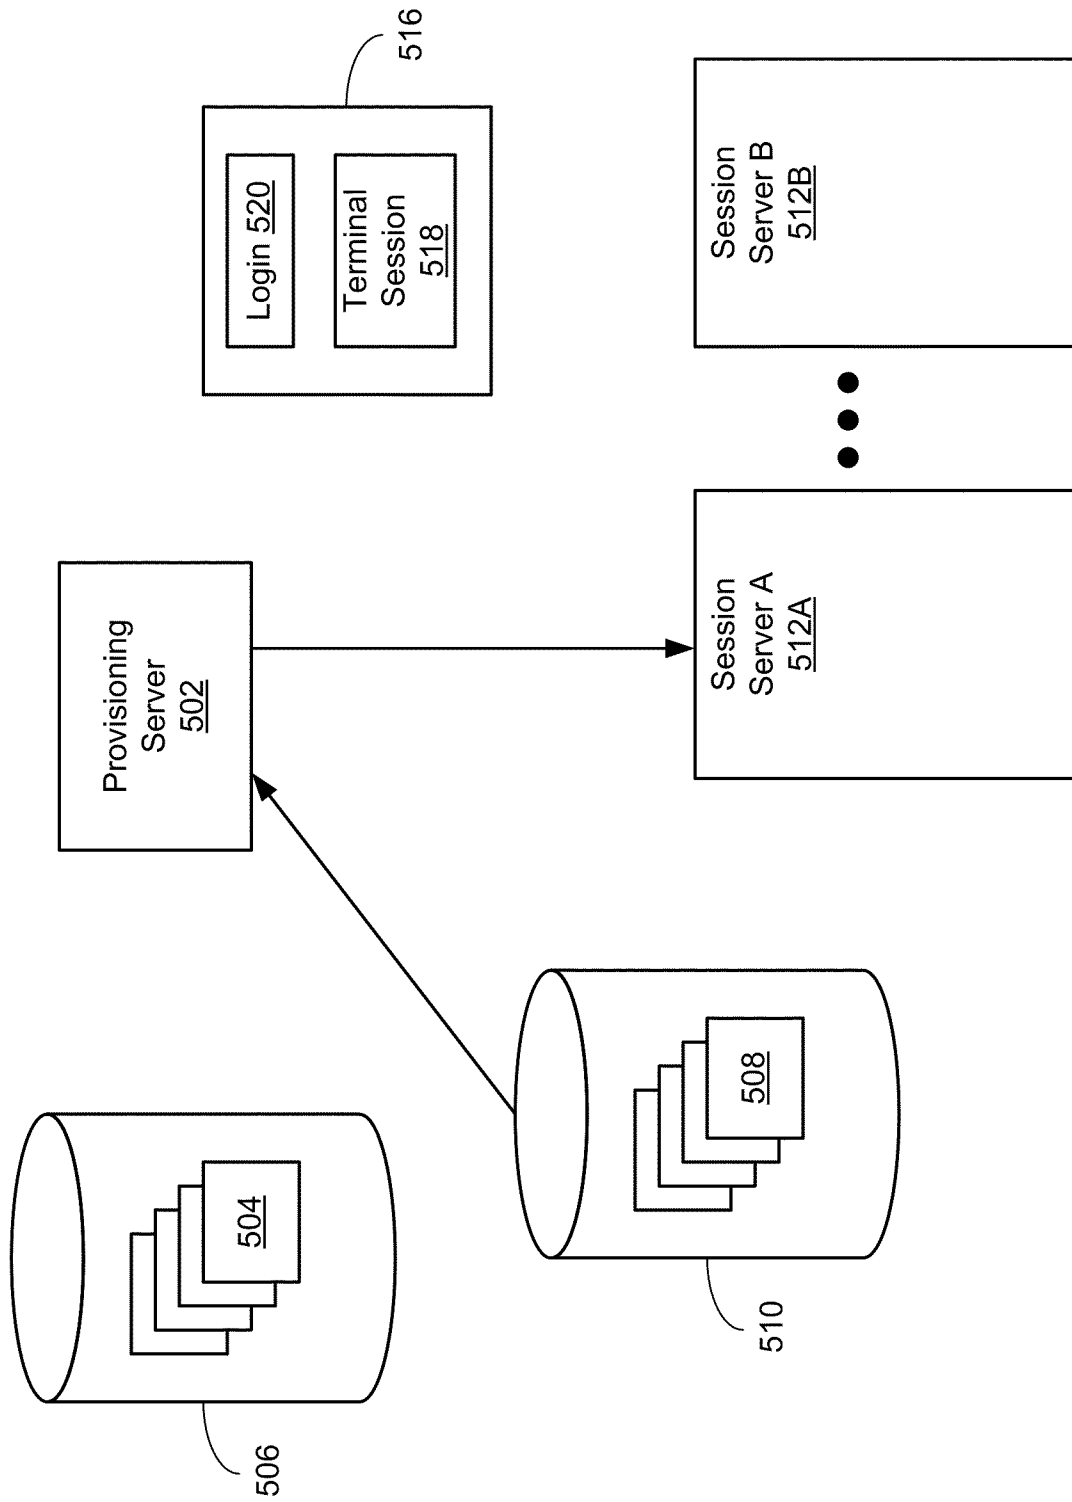 506
504
510
508
Provisioning
Server
502
Session
Server A
512A
Login 520
Terminal
Session
518
516
Session
Server B
512B